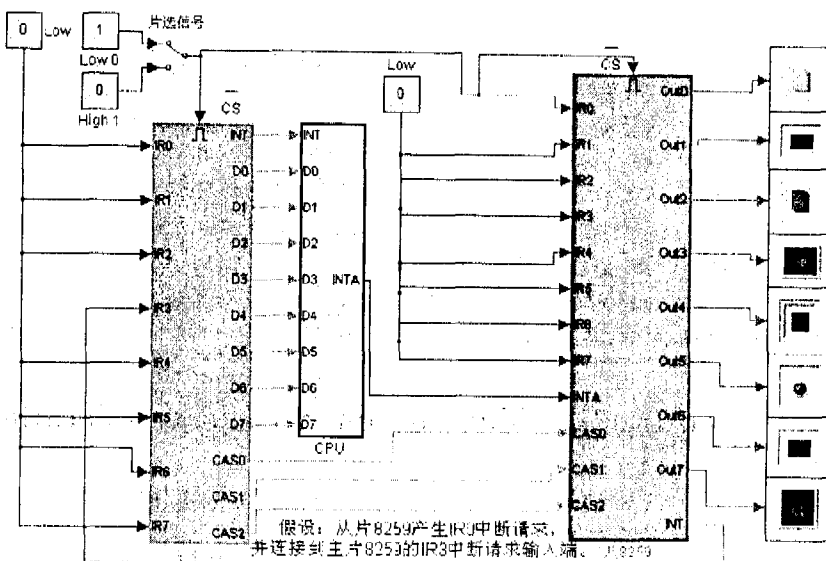 0
Low
1
Low 0
0
High 1
片选信号
CS
Low
0
CS
IR0
IR1
IR2
IR3
IR4
IR5
IR6
IR7
INT
D0
D1
D2
D3
D4
D5
D6
D7
CAS0
CAS1
CAS2
INT
D0
D1
D2
D3
D4
D5
D6
D7
INTA
CPU
IR0
IR1
IR2
IR3
IR4
IR5
IR6
IR7
INTA
CAS0
CAS1
CAS2
Out0
Out1
Out2
Out3
Out4
Out5
Out6
Out7
INT
假设：从片8259产生IR0中断请求，
并连接到主片8259的IR3中断请求输入端。
8259